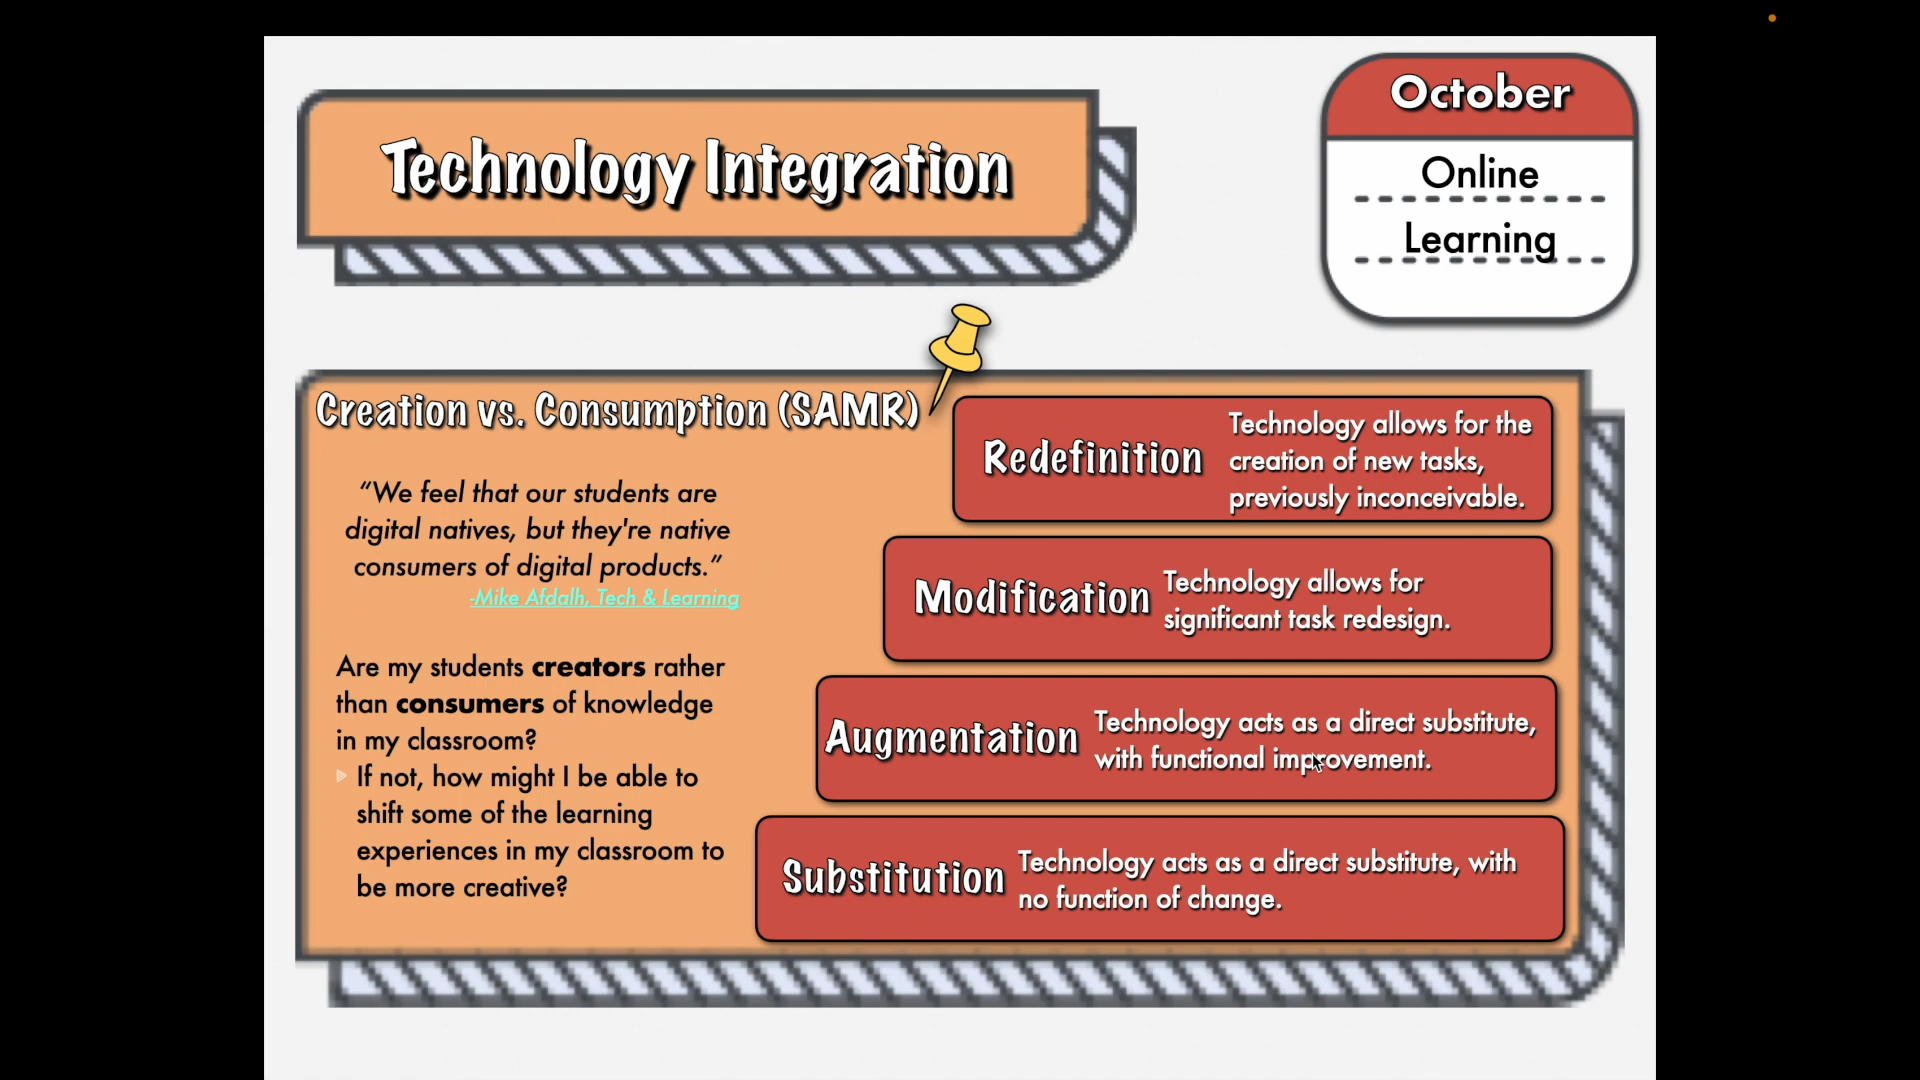 Technology Integration
October
Online
Learning
Creation vs. Consumption (SAMR)
“We feel that our students are
digital natives, but they're native
consumers of digital products.”
-Mike Afdalh, Tech & Learning
Are my students creators rather
than consumers of knowledge
in my classroom?
If not, how might I be able to
shift some of the learning
experiences in my classroom to
be more creative?
Redefinition
Technology allows for the
creation of new tasks,
previously inconceivable.
Modification
Technology allows for
significant task redesign.
Augmentation
Technology acts as a direct substitute,
with functional improvement.
Substitution
Technology acts as a direct substitute, with
no function of change.